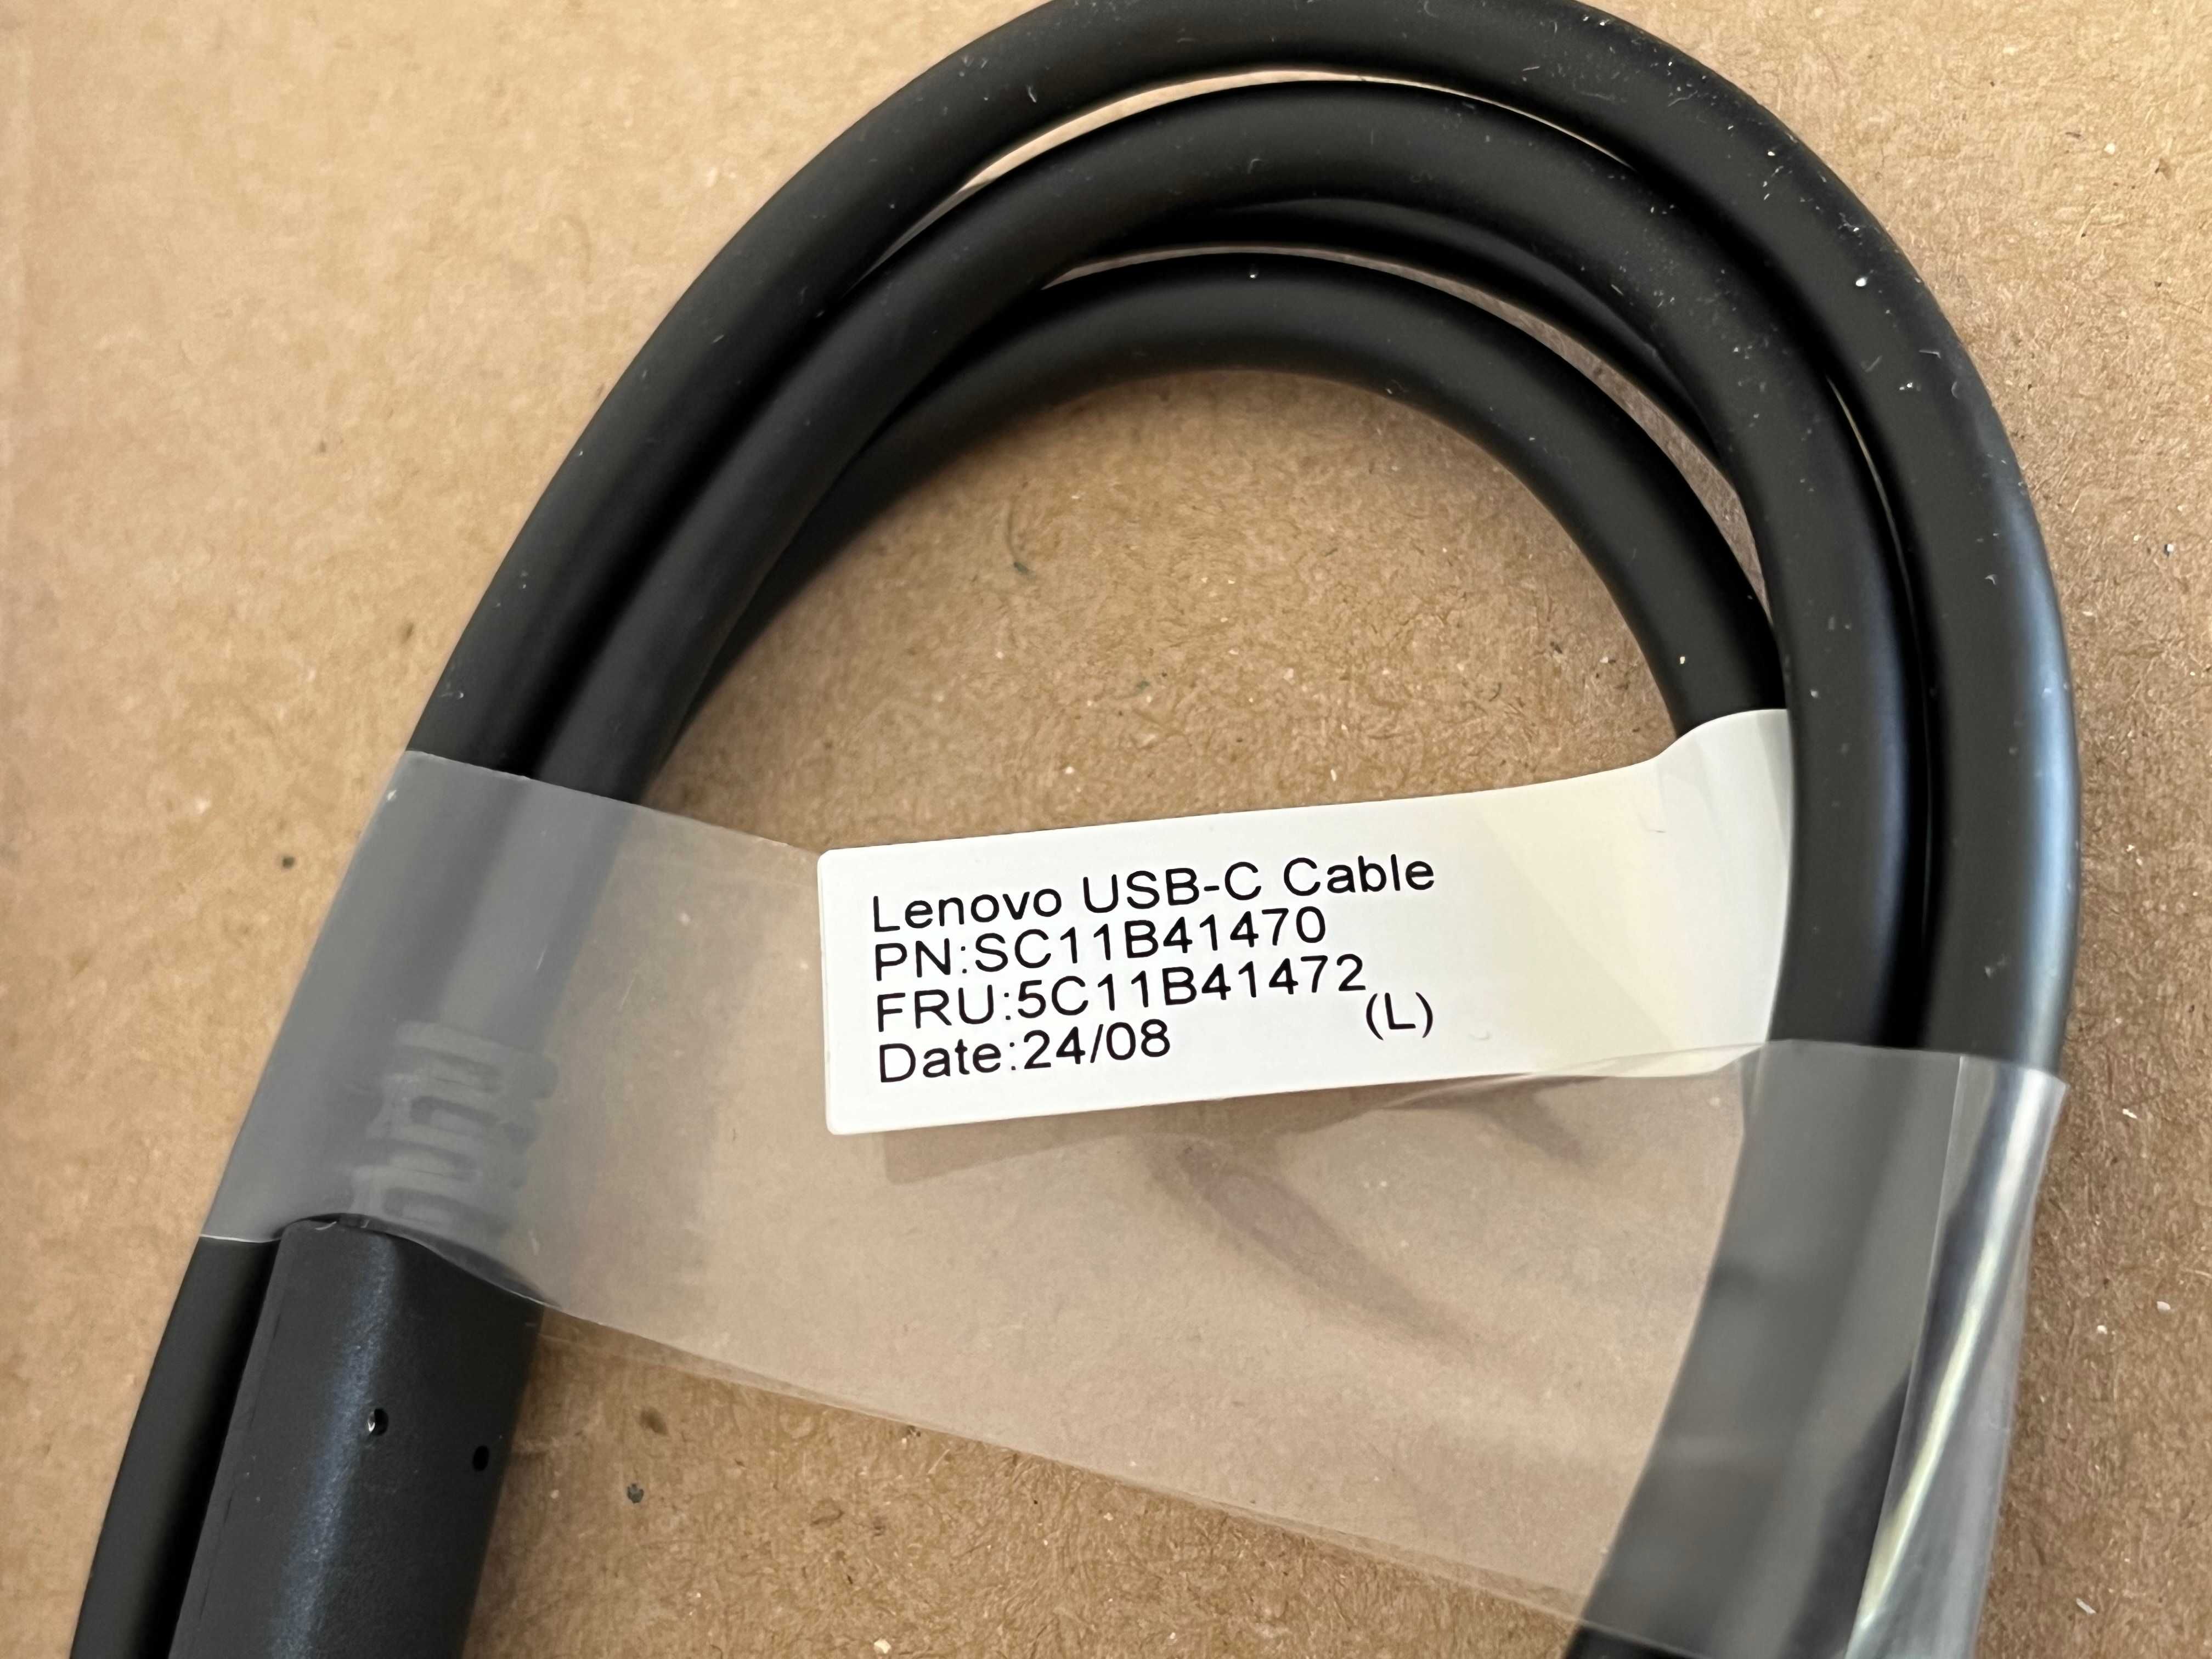 Lenovo USB-C Cable
PN:SC11B41470
FRU:5C11B41472
(L)
Date:24/08